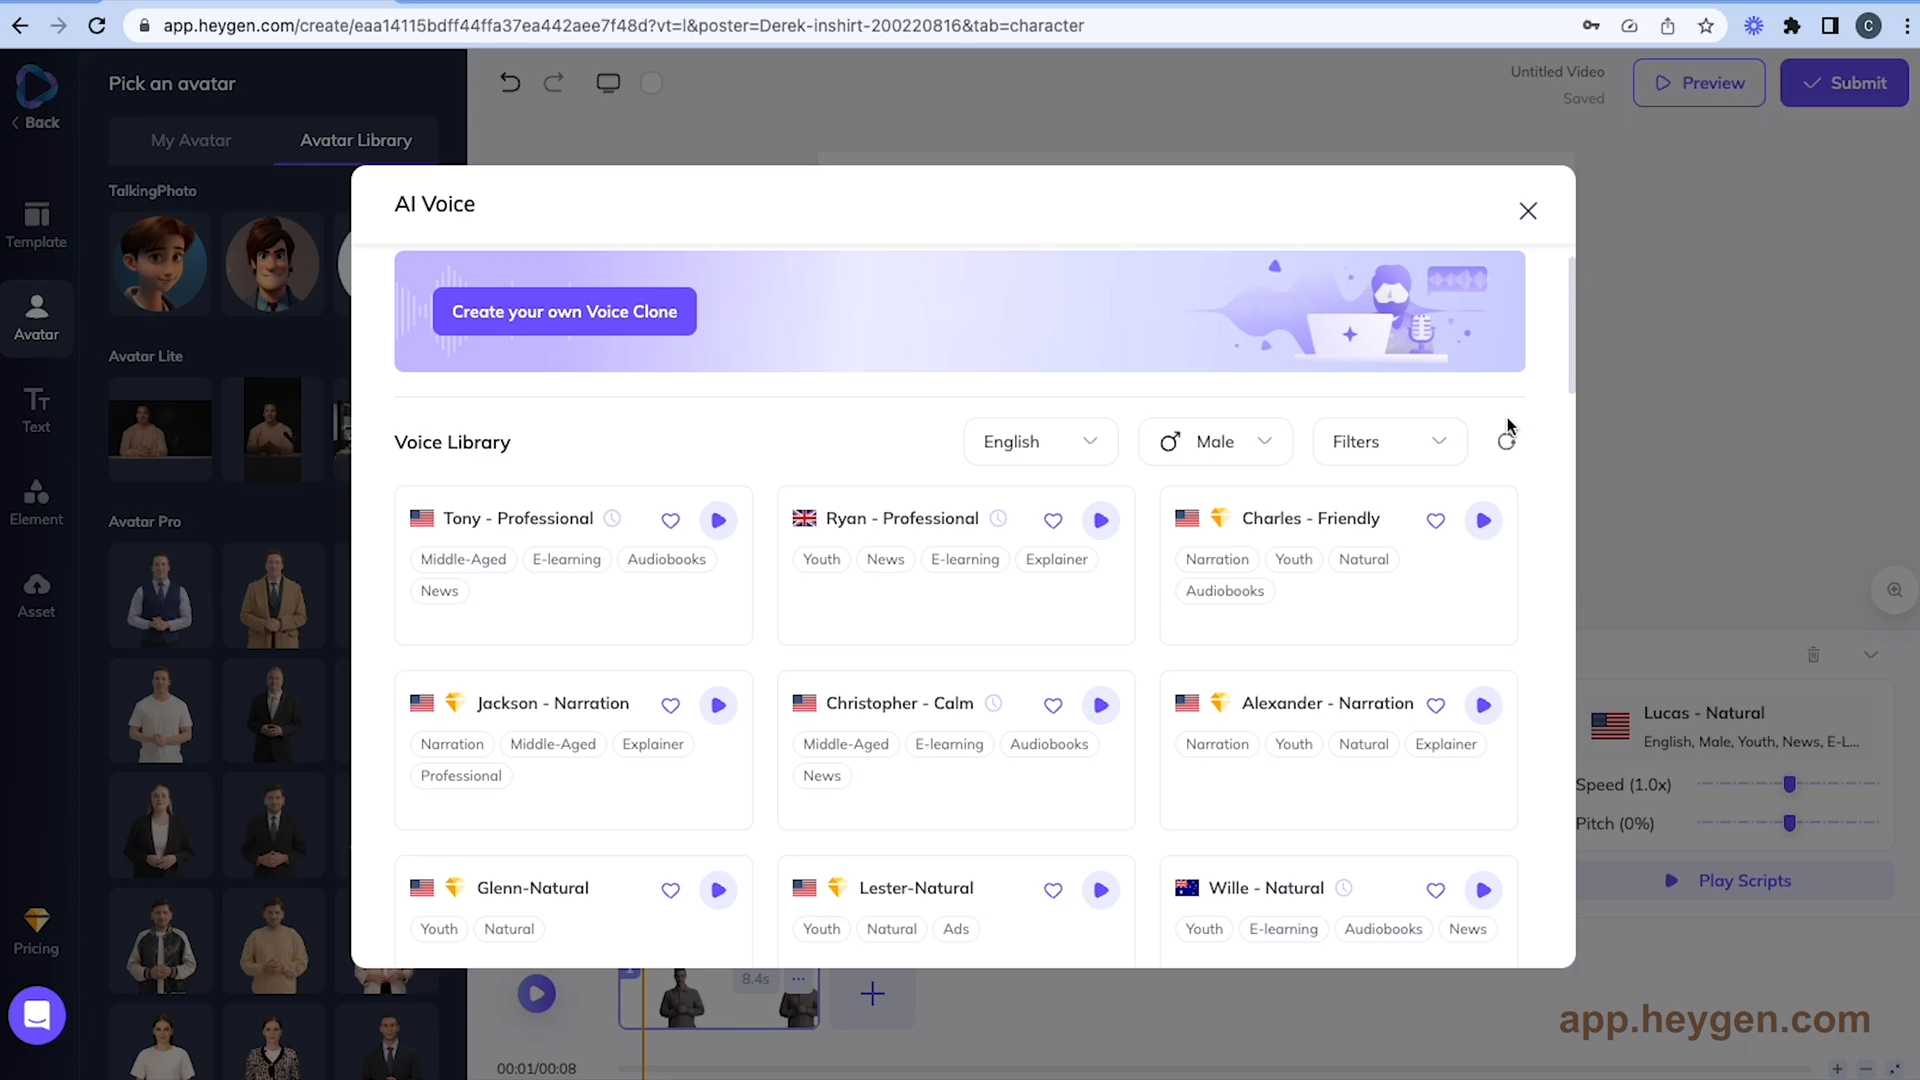 app.heygen.com/create/eaa14115bdff44ffa37ea442aee7f48d?vt=l&poster=Derek-inshirt-200220816&tab=character
C
Pick an avatar
Untitled Video
Saved
Preview
Submit
Back
My Avatar
Avatar Library
TalkingPhoto
Template
Avatar
Avatar Lite
Text
Element
Avatar Pro
Asset
Pricing
AI Voice
Create your own Voice Clone
Voice Library
English
Male
Filters
Tony - Professional
Middle-Aged E-learning Audiobooks
News
Ryan - Professional
Youth News E-learning Explainer
Charles - Friendly
Narration Youth Natural
Audiobooks
Jackson - Narration
Narration Middle-Aged Explainer
Professional
Christopher - Calm
Middle-Aged E-learning Audiobooks
News
Alexander - Narration
Narration Youth Natural Explainer
Glenn-Natural
Youth Natural
Lester-Natural
Youth Natural Ads
Wille - Natural
Youth E-learning Audiobooks News
Lucas - Natural
English, Male, Youth, News, E-L...
Speed (1.0x)
Pitch (0%)
Play Scripts
1
8.4s
00:01/00:08
app.heygen.com